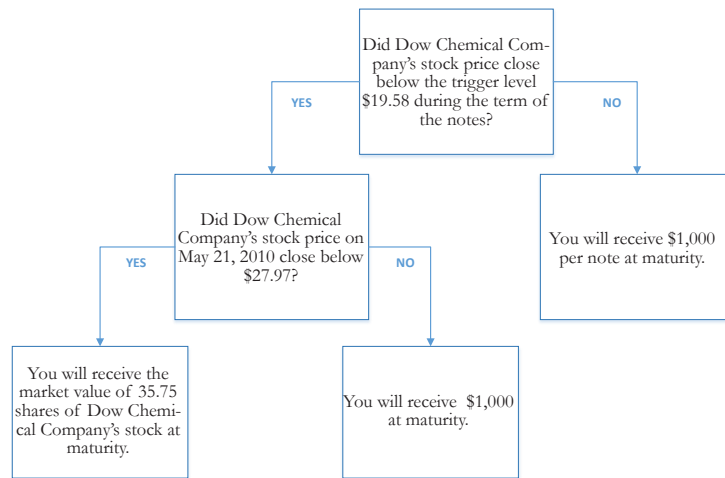 Did Dow Chemical Com-
pany's stock price close
below the trigger level
$19.58 during the term of
the notes?
YES
NO
Did Dow Chemical
Company's stock price on
May 21, 2010 close below
$27.97?
You will receive $1,000
per note at maturity.
YES
NO
You will receive the
market value of 35.75
shares of Dow Chemi-
cal Company's stock at
maturity.
You will receive $1,000
at maturity.